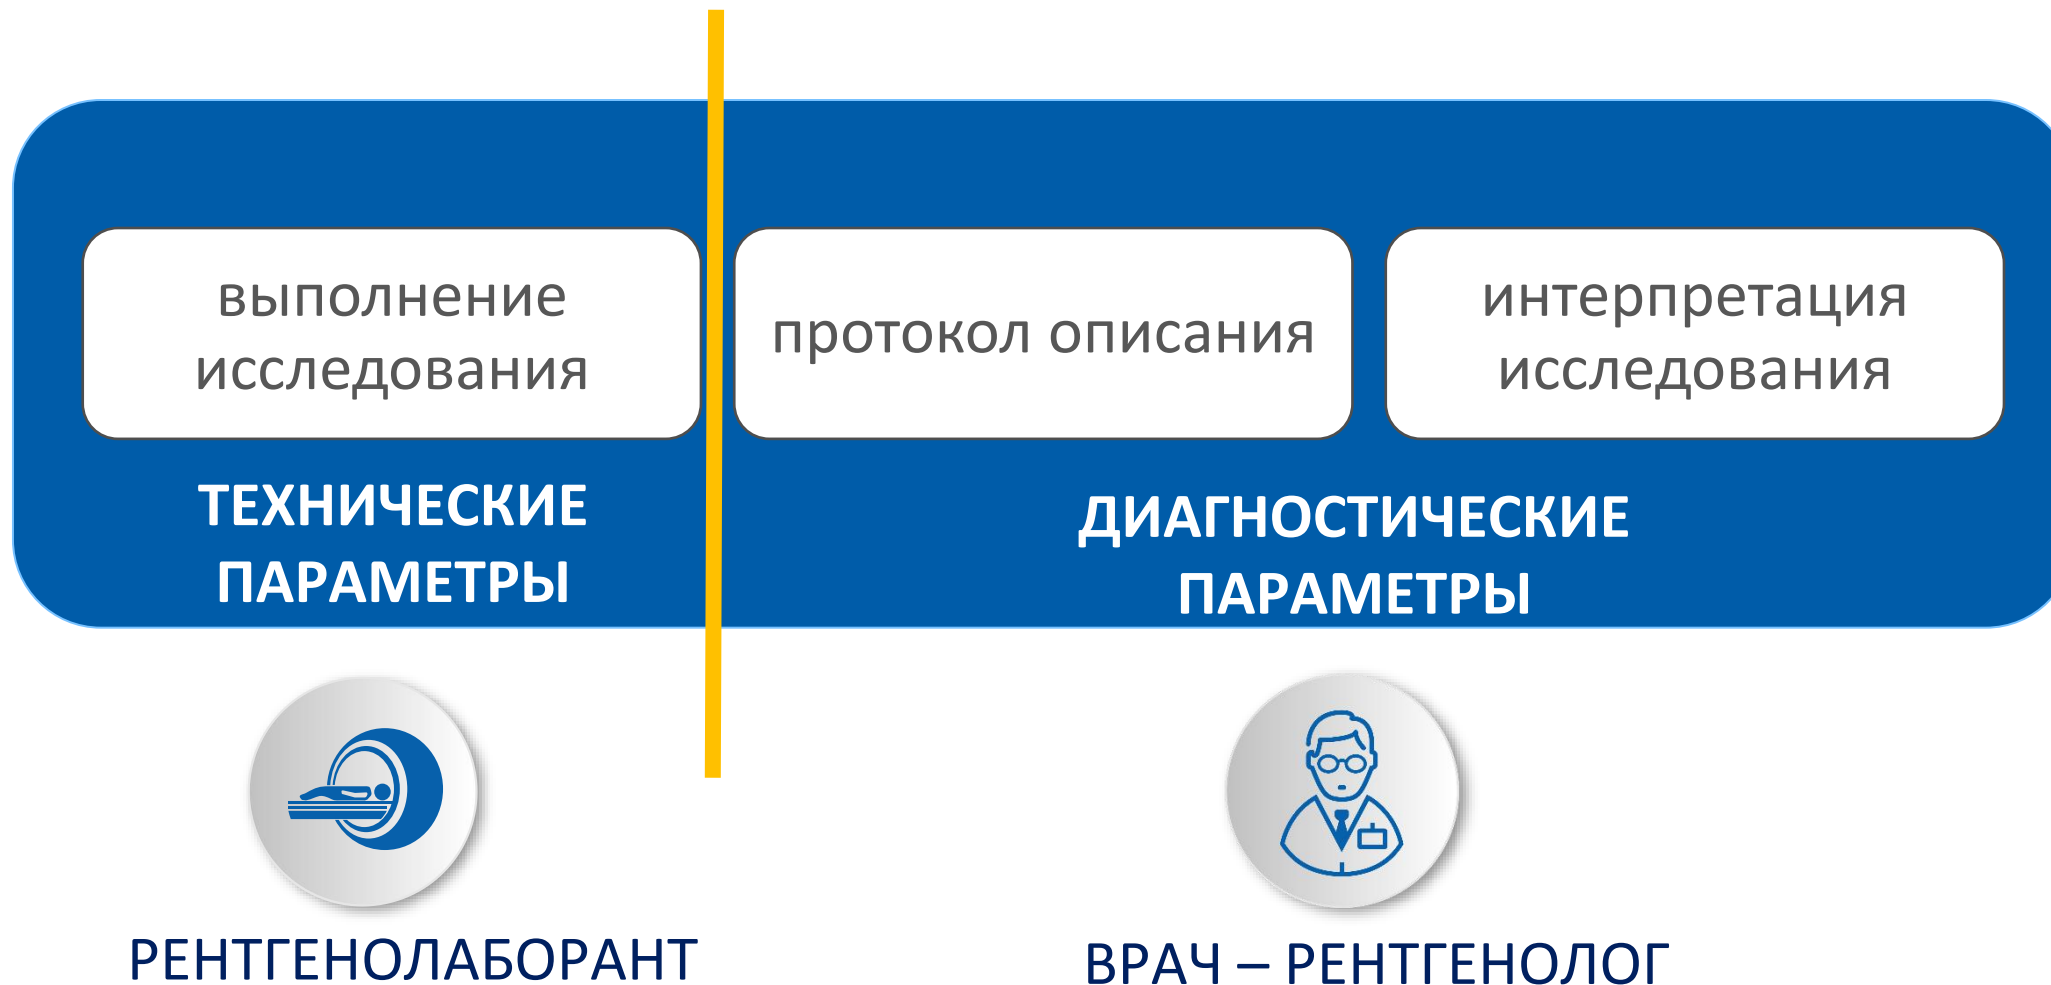 выполнение
исследования
протокол описания
интерпретация
исследования
ТЕХНИЧЕСКИЕ
ПАРАМЕТРЫ
ДИАГНОСТИЧЕСКИЕ
ПАРАМЕТРЫ
РЕНТГЕНОЛАБОРАНТ
ВРАЧ – РЕНТГЕНОЛОГ